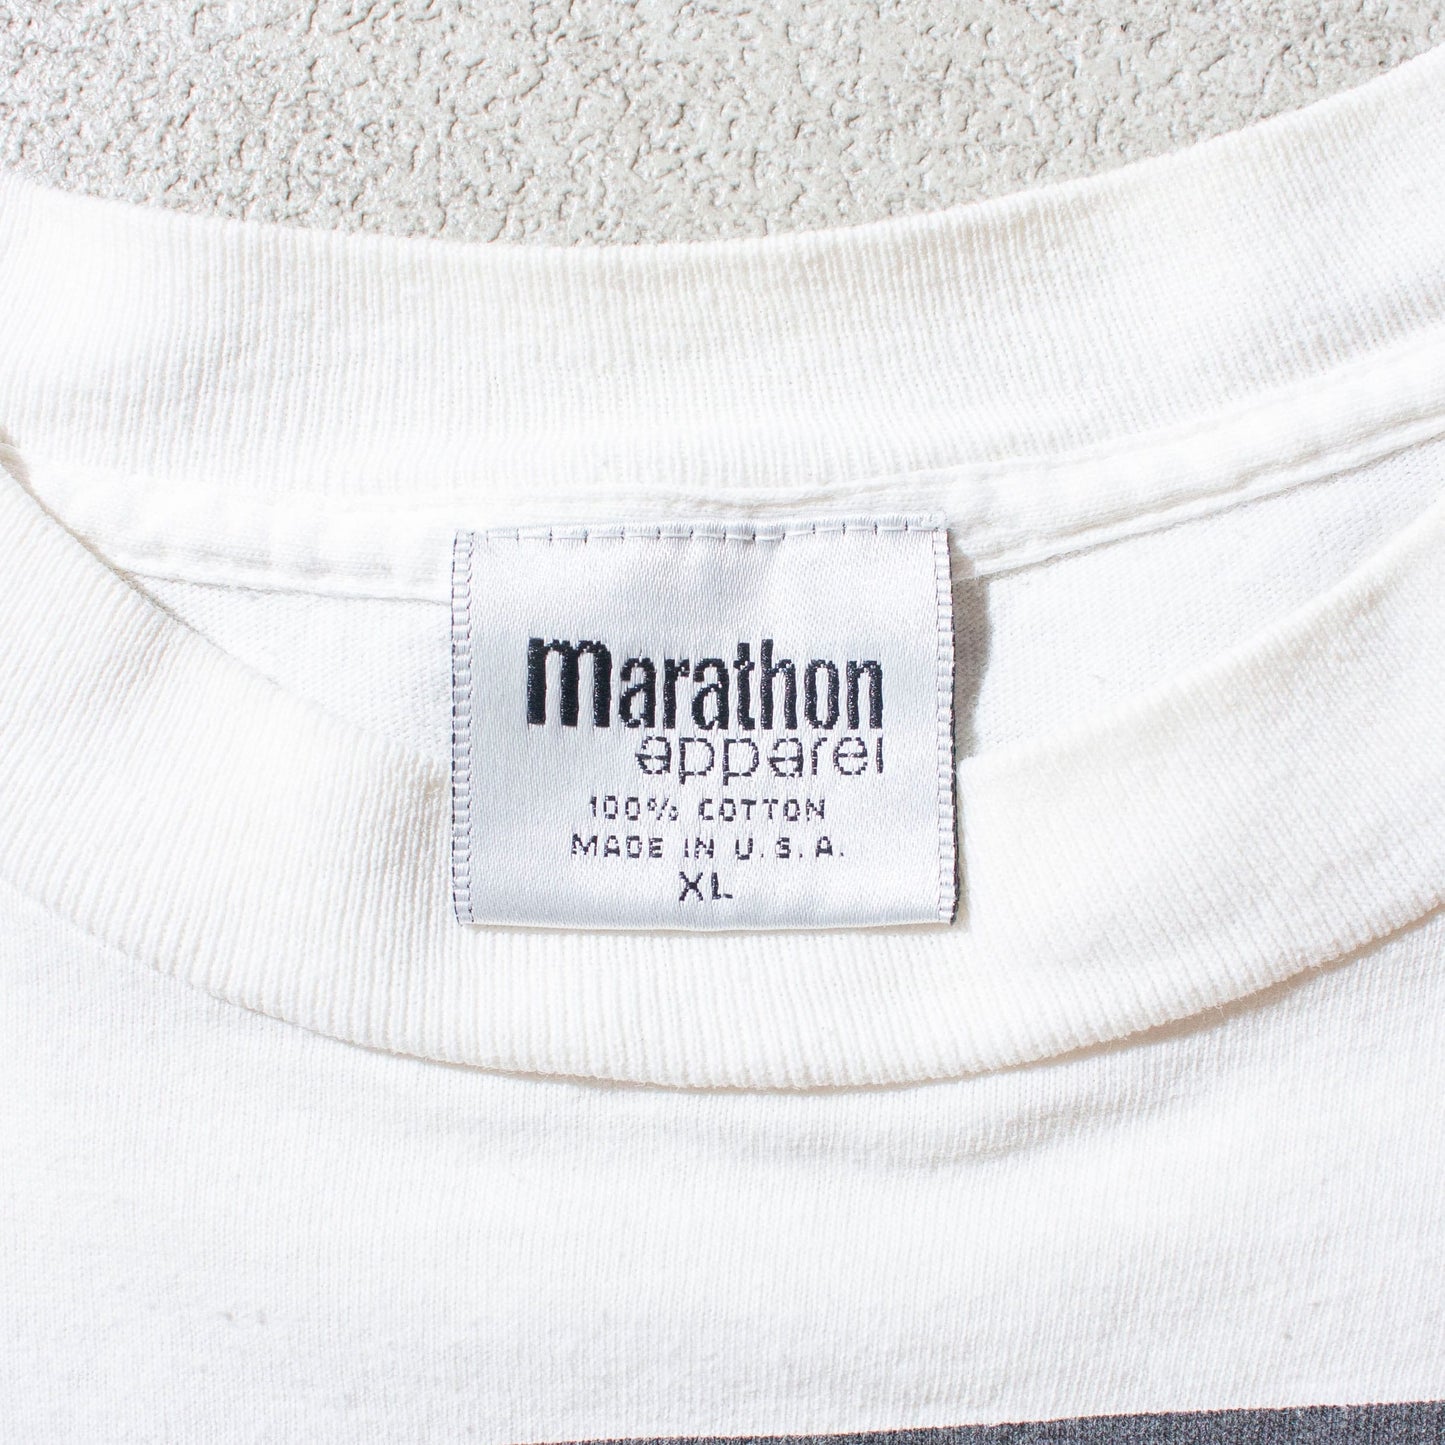 marathon
apparel
100% COTTON
MADE IN U.S.A.
XL